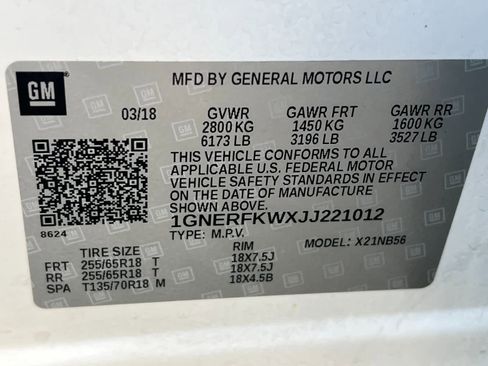 GM
MFD BY GENERAL MOTORS LLC
03/18 GVWR GAWR FRT GAWR RR
2800 KG 1450 KG 1600 KG
6173 LB 3196 LB 3527 LB
THIS VEHICLE CONFORMS TO ALL
APPLICABLE U.S. FEDERAL MOTOR
VEHICLE SAFETY STANDARDS IN EFFECT
ON THE DATE OF MANUFACTURE
SHOWN ABOVE.
1GNERFKWXJJ221012
8624 TYPE: M.P.V. MODEL: X21NB56
TIRE SIZE RIM
FRT 255/65R18 T 18X7.5J
RR 255/65R18 T 18X7.5J
SPA T135/70R18 M 18X4.5B